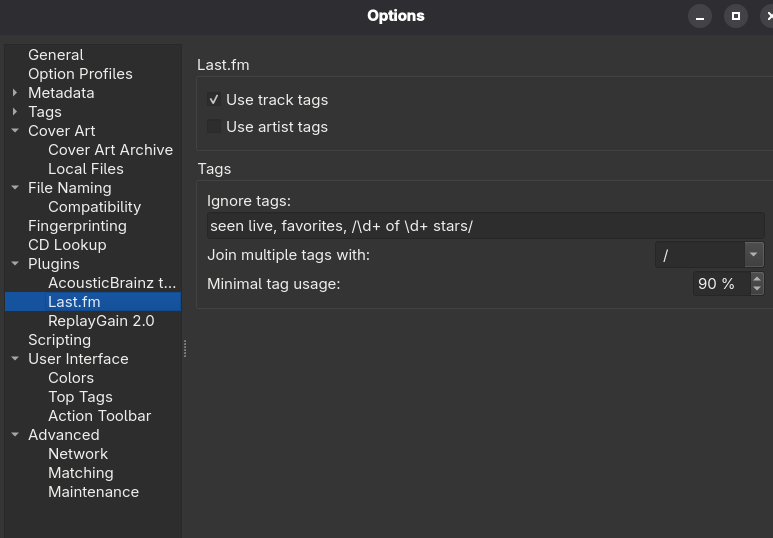 Options
General
Option Profiles
Metadata
Tags
Cover Art
Cover Art Archive
Local Files
File Naming
Compatibility
Fingerprinting
CD Lookup
Plugins
AcousticBrainz t...
Last.fm
ReplayGain 2.0
Scripting
User Interface
Colors
Top Tags
Action Toolbar
Advanced
Network
Matching
Maintenance
Last.fm
Use track tags
Use artist tags
Tags
Ignore tags:
seen live, favorites, /\d+ of \d+ stars/
Join multiple tags with: /
Minimal tag usage: 90 %